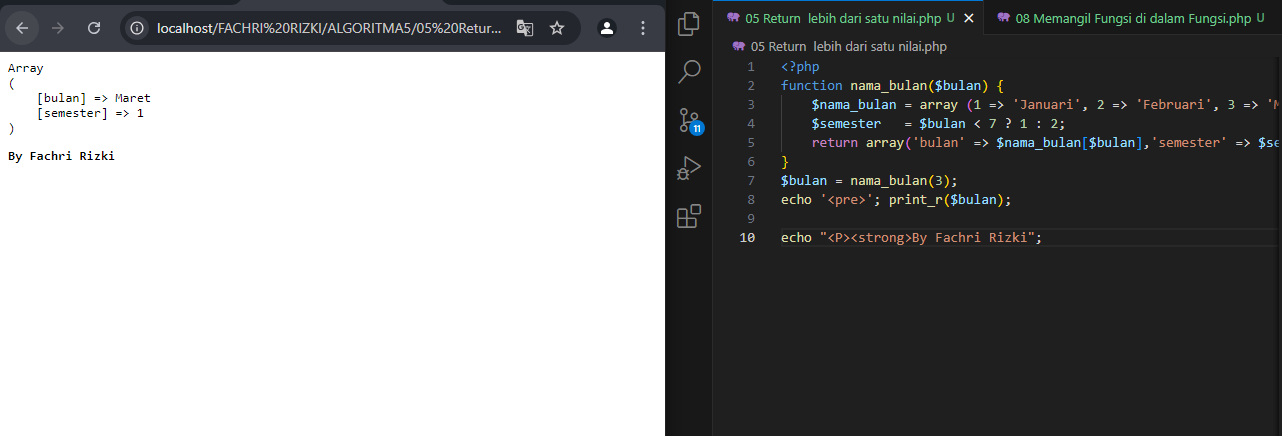 localhost/FACHRI%20RIZKI/ALGORITMA5/05%20Retur...
Array
(
[bulan] => Maret
[semester] => 1
)
By Fachri Rizki
05 Return lebih dari satu nilai.php U
08 Memangil Fungsi di dalam Fungsi.php U
05 Return lebih dari satu nilai.php
11
1 <?php
2 function nama_bulan($bulan) {
3 $nama_bulan = array (1 => 'Januari', 2 => 'Februari', 3 => 'M
4 $semester = $bulan < 7 ? 1 : 2;
5 return array('bulan' => $nama_bulan[$bulan],'semester' => $se
6 }
7 $bulan = nama_bulan(3);
8 echo '<pre>'; print_r($bulan);
9
10 echo "<P><strong>By Fachri Rizki";